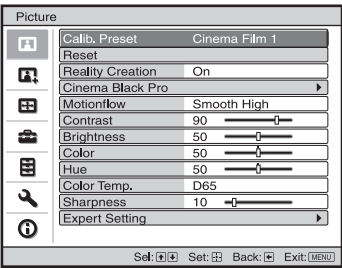 Picture
Calib. Preset Cinema Film 1
Reset
Reality Creation On
Cinema Black Pro
Motionflow Smooth High
Contrast 90
Brightness 50
Color 50
Hue 50
Color Temp. D65
Sharpness 10
Expert Setting
Sel: Set: Back: Exit: MENU